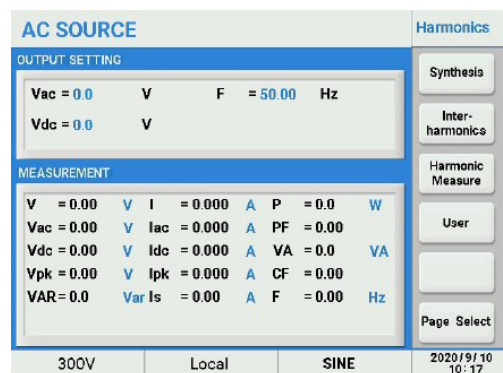 AC SOURCE
Harmonics
OUTPUT SETTING
Vac = 0.0 V F = 50.00 Hz
Vdc = 0.0 V
MEASUREMENT
V = 0.00 V I = 0.000 A P = 0.0 W
Vac = 0.00 V Iac = 0.000 A PF = 0.00
Vdc = 0.00 V Idc = 0.000 A VA = 0.0 VA
Vpk = 0.00 V Ipk = 0.000 A CF = 0.00
VAR = 0.0 Var Is = 0.00 A F = 0.00 Hz
Synthesis
Inter-
harmonics
Harmonic
Measure
User
Page Select
300V Local SINE
2020/9/10
10:17